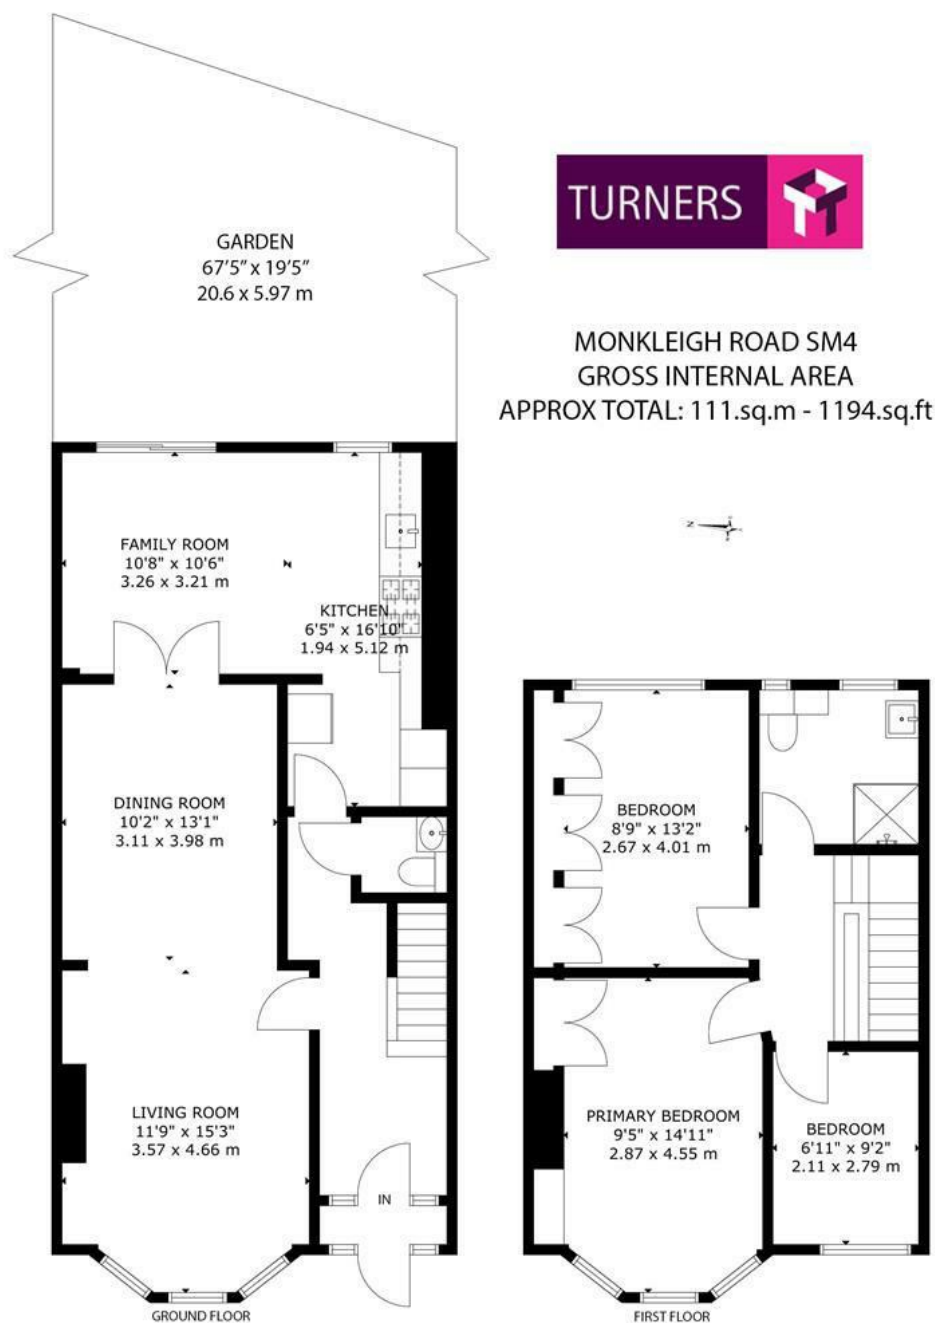 GARDEN
67'5" x 19'5"
20.6 x 5.97 m
TURNERS
MONKLEIGH ROAD SM4
GROSS INTERNAL AREA
APPROX TOTAL: 111.sq.m - 1194.sq.ft
N
FAMILY ROOM
10'8" x 10'6"
3.26 x 3.21 m
KITCHEN
6'5" x 16'10"
1.94 x 5.12 m
DINING ROOM
10'2" x 13'1"
3.11 x 3.98 m
LIVING ROOM
11'9" x 15'3"
3.57 x 4.66 m
IN
GROUND FLOOR
BEDROOM
8'9" x 13'2"
2.67 x 4.01 m
PRIMARY BEDROOM
9'5" x 14'11"
2.87 x 4.55 m
BEDROOM
6'11" x 9'2"
2.11 x 2.79 m
FIRST FLOOR